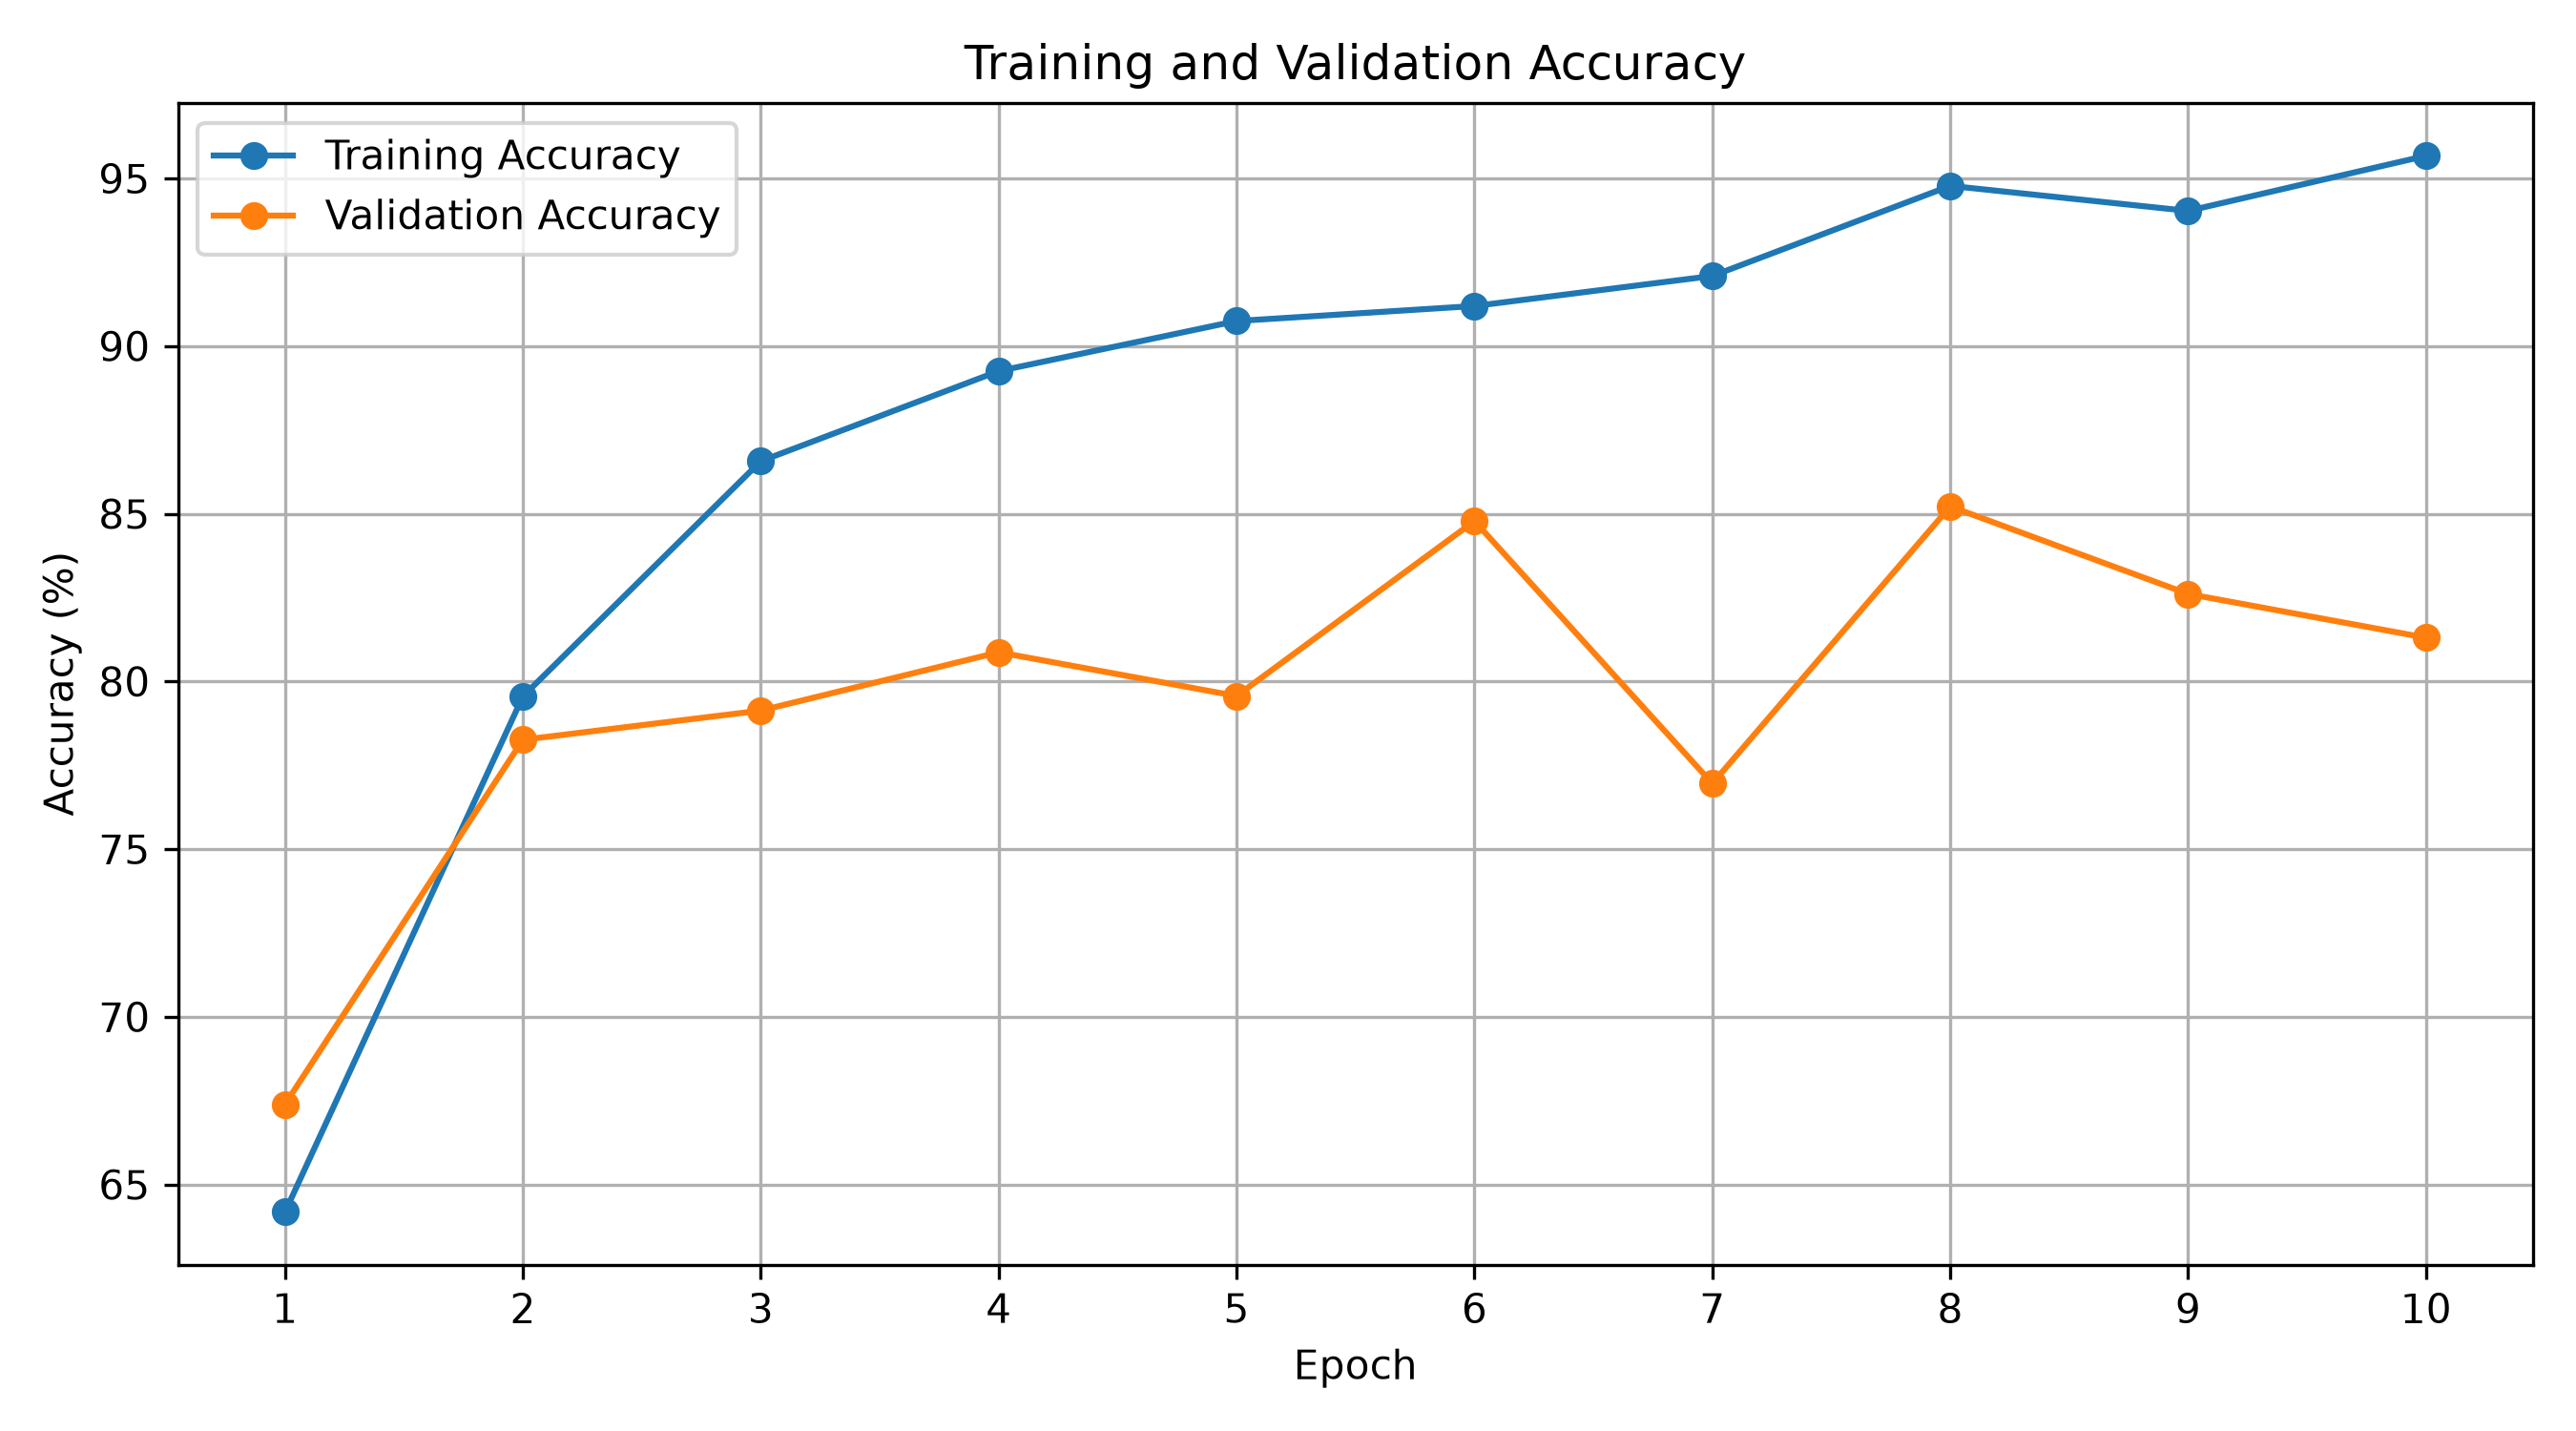 Training and Validation Accuracy
Training Accuracy
Validation Accuracy
95
90
85
80
75
70
65
Accuracy (%)
1 2 3 4 5 6 7 8 9 10
Epoch